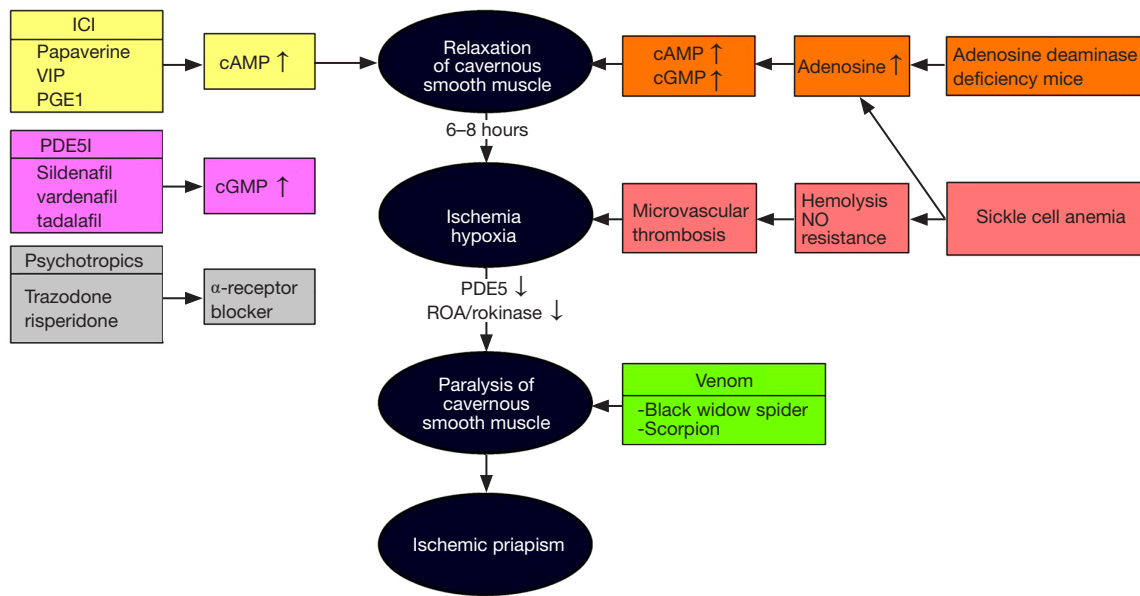 ICI
Papaverine
VIP
PGE1
cAMP ↑
Relaxation
of cavernous
smooth muscle
cAMP ↑
cGMP ↑
Adenosine ↑
Adenosine deaminase
deficiency mice
6–8 hours
PDE5I
Sildenafil
vardenafil
tadalafil
cGMP ↑
Ischemia
hypoxia
Microvascular
thrombosis
Hemolysis
NO
resistance
Sickle cell anemia
Psychotropics
Trazodone
risperidone
α-receptor
blocker
PDE5 ↓
ROA/rokinase ↓
Paralysis of
cavernous
smooth muscle
Venom
-Black widow spider
-Scorpion
Ischemic priapism